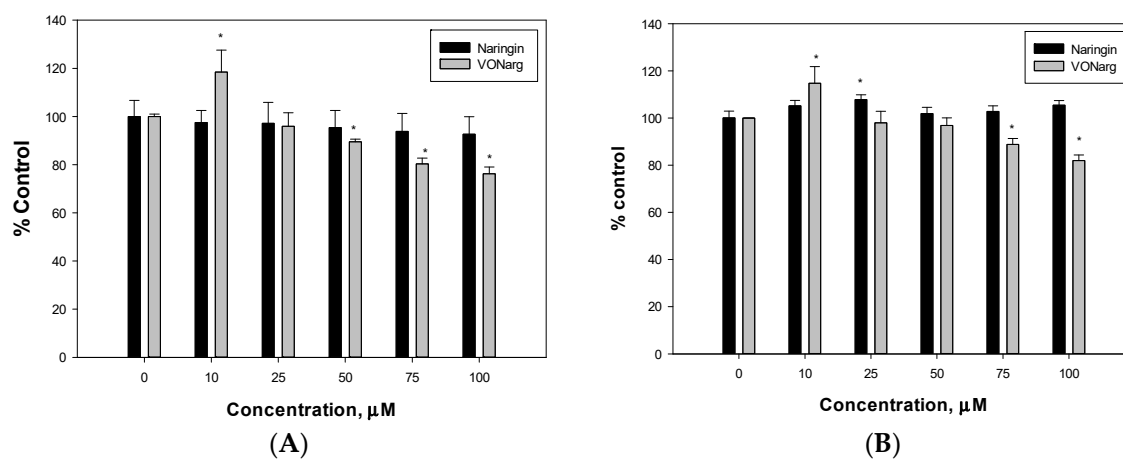 140
120
100
80
60
40
20
0
% Control
*
*
*
*
Naringin
VONarg
0 10 25 50 75 100
Concentration, μM
(A)
140
120
100
80
60
40
20
0
% control
*
*
*
*
Naringin
VONarg
0 10 25 50 75 100
Concentration, μM
(B)